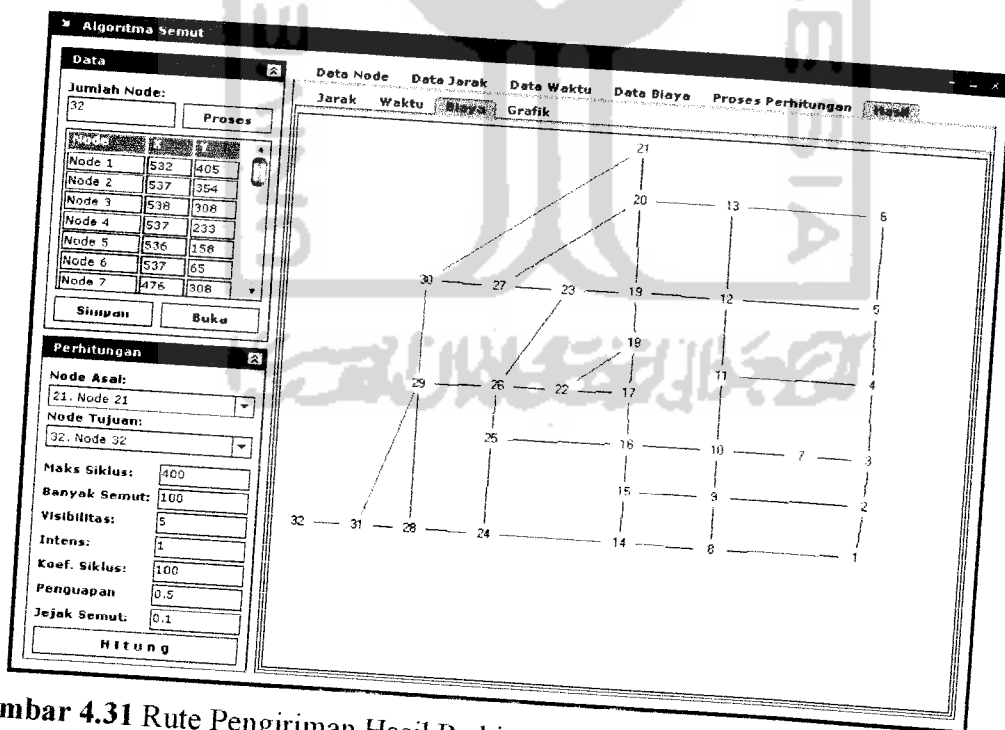 Algoritma Semut
Data
Jumlah Node:
32 Proses
Node X Y
Node 1 532 405
Node 2 537 354
Node 3 538 308
Node 4 537 233
Node 5 536 158
Node 6 537 65
Node 7 476 308
Simpan Buka
Perhitungan
Node Asal:
21. Node 21
Node Tujuan:
32. Node 32
Maks Siklus: 400
Banyak Semut: 100
Visibilitas: 5
Intens: 1
Koef. Siklus: 100
Penguapan 0.5
Jejak Semut: 0.1
Hitung
Data Node Data Jarak Data Waktu Data Biaya Proses Perhitungan Hasil
Jarak Waktu Biaya Grafik
21
20 13 6
30 27 23 19 12 5
18
29 26 22 17 11 4
25 16 10 7 3
15 9 2
32 31 28 24 14 8 1
mbar 4.31 Rute Pengiriman Hasil